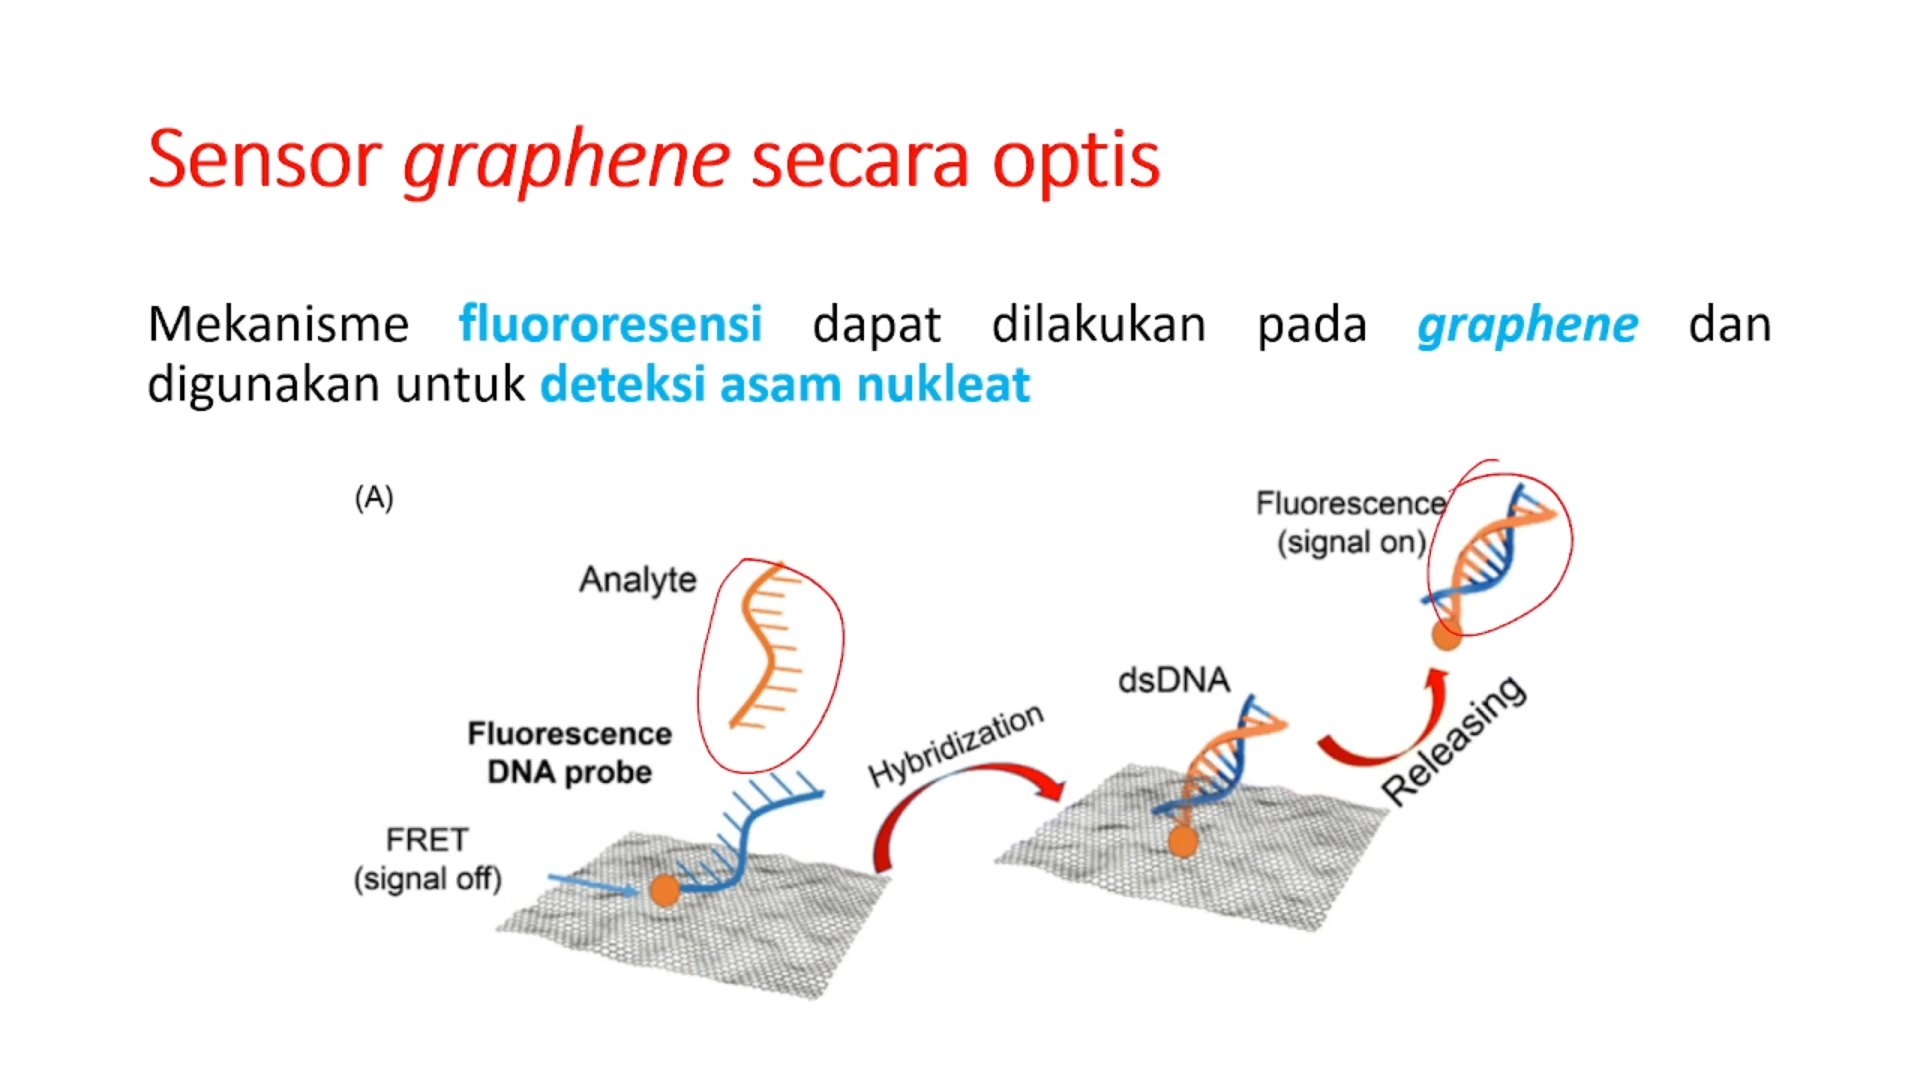 Sensor graphene secara optis
Mekanisme fluororesensi dapat dilakukan pada graphene dan
digunakan untuk deteksi asam nukleat
(A)
Analyte
Fluorescence
DNA probe
FRET
(signal off)
Hybridization
dsDNA
Releasing
Fluorescence
(signal on)